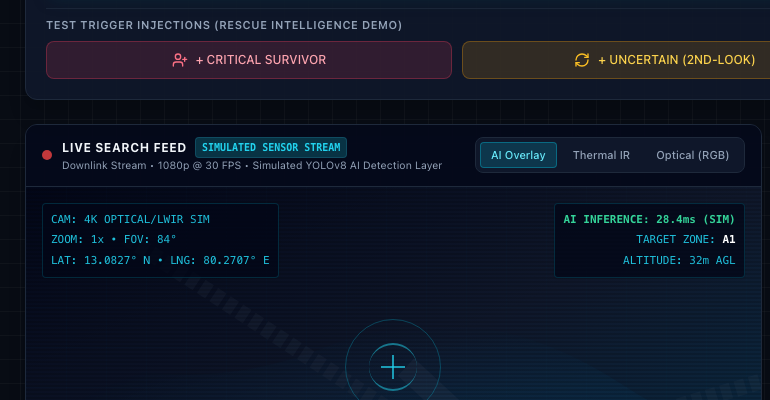 TEST TRIGGER INJECTIONS (RESCUE INTELLIGENCE DEMO)
+ CRITICAL SURVIVOR
+ UNCERTAIN (2ND-LOOK)
LIVE SEARCH FEED SIMULATED SENSOR STREAM
Downlink Stream • 1080p @ 30 FPS • Simulated YOLOv8 AI Detection Layer
AI Overlay Thermal IR Optical (RGB)
CAM: 4K OPTICAL/LWIR SIM
ZOOM: 1x • FOV: 84°
LAT: 13.0827° N • LNG: 80.2707° E
AI INFERENCE: 28.4ms (SIM)
TARGET ZONE: A1
ALTITUDE: 32m AGL